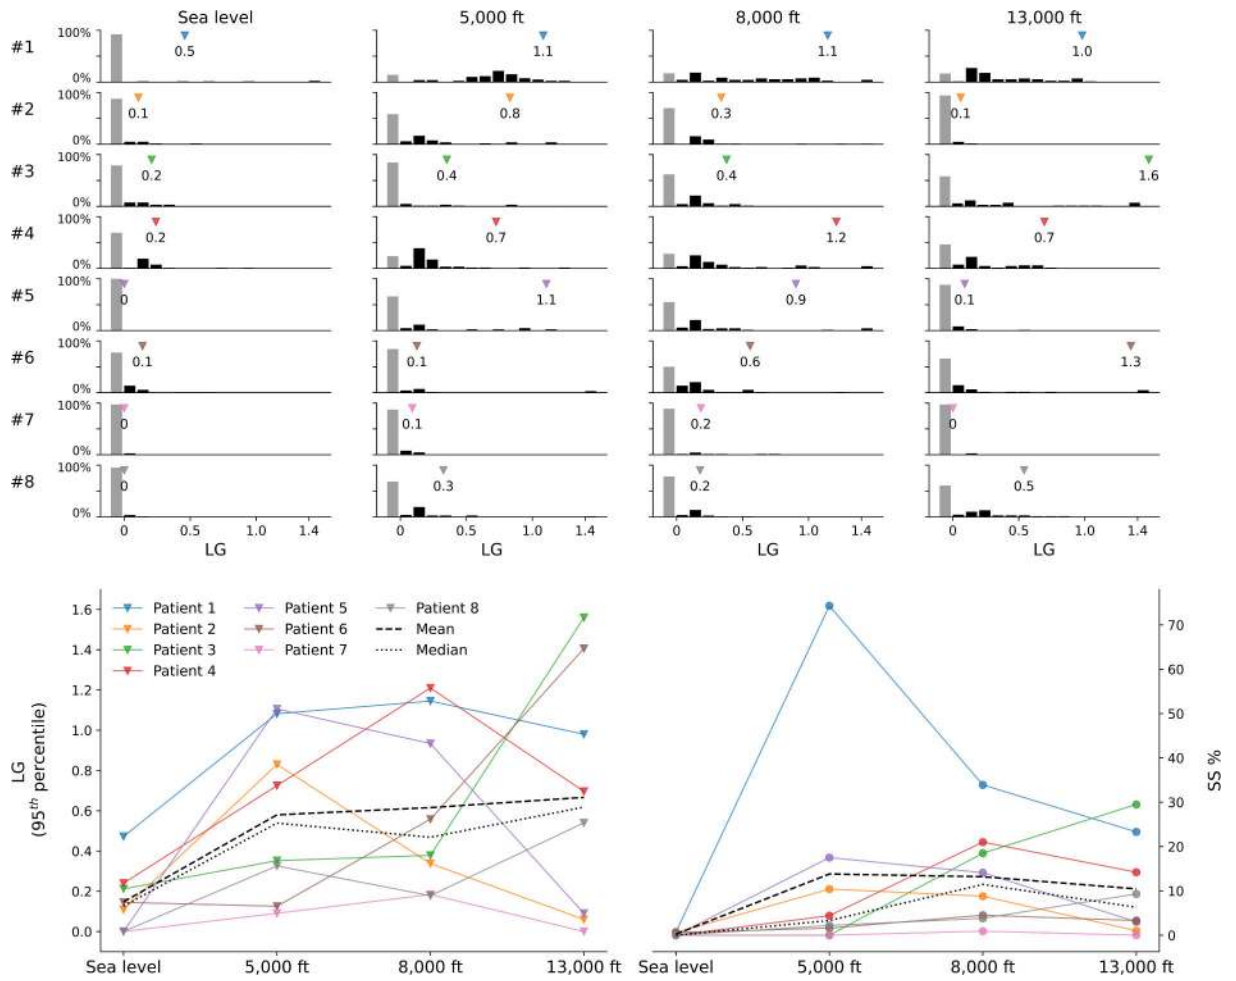 Sea level 5,000 ft 8,000 ft 13,000 ft
#1 100% 0% 0.5 1.1 1.1 1.0
#2 100% 0% 0.1 0.8 0.3 0.1
#3 100% 0% 0.2 0.4 0.4 1.6
#4 100% 0% 0.2 0.7 1.2 0.7
#5 100% 0% 0 1.1 0.9 0.1
#6 100% 0% 0.1 0.1 0.6 1.3
#7 100% 0% 0 0.1 0.2 0
#8 100% 0% 0 0.3 0.2 0.5
0 0.5 1.0 1.4 0 0.5 1.0 1.4 0 0.5 1.0 1.4 0 0.5 1.0 1.4
LG LG LG LG
Patient 1 Patient 5 Patient 8
Patient 2 Patient 6 Mean
Patient 3 Patient 7 Median
Patient 4
LG
(95th percentile)
1.6
1.4
1.2
1.0
0.8
0.6
0.4
0.2
0.0
Sea level 5,000 ft 8,000 ft 13,000 ft
70
60
50
40
30
20
10
0
SS %
Sea level 5,000 ft 8,000 ft 13,000 ft